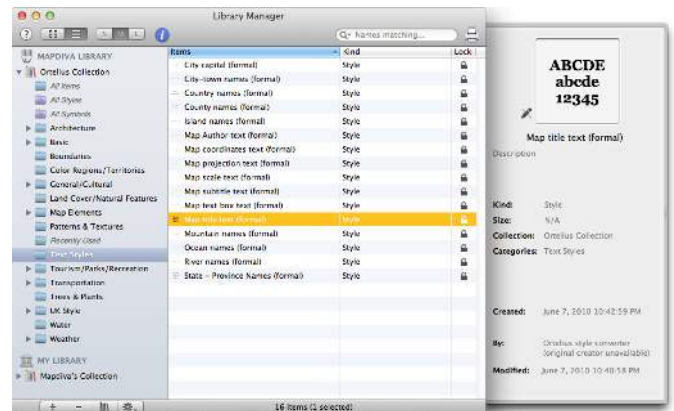 Library Manager
Names matching...
MAPDIVA LIBRARY
Ortelius Collection
All Items
All Styles
All Symbols
Architecture
Basic
Boundaries
Color Regions/Territories
General/Cultural
Land Cover/Natural Features
Map Elements
Patterns & Textures
Recently Used
Text Styles
Tourism/Parks/Recreation
Transportation
Trees & Plants
UK Style
Water
Weather
MY LIBRARY
Mapdiva's Collection
Items Kind Lock
City capital (formal) Style
City-town names (formal) Style
Country names (formal) Style
County names (formal) Style
Island names (formal) Style
Map Author text (formal) Style
Map coordinates text (formal) Style
Map projection text (formal) Style
Map scale text (formal) Style
Map subtitle text (formal) Style
Map text box text (formal) Style
Map title text (formal) Style
Mountain names (formal) Style
Ocean names (formal) Style
River names (formal) Style
State - Province Names (formal) Style
16 items (1 selected)
ABCDE
abcde
12345
Map title text (formal)
Description
Kind: Style
Size: N/A
Collection: Ortelius Collection
Categories: Text Styles
Created: June 7, 2010 10:42:59 PM
By: Ortelius style converter
(original creator unavailable)
Modified: June 7, 2010 10:40:58 PM